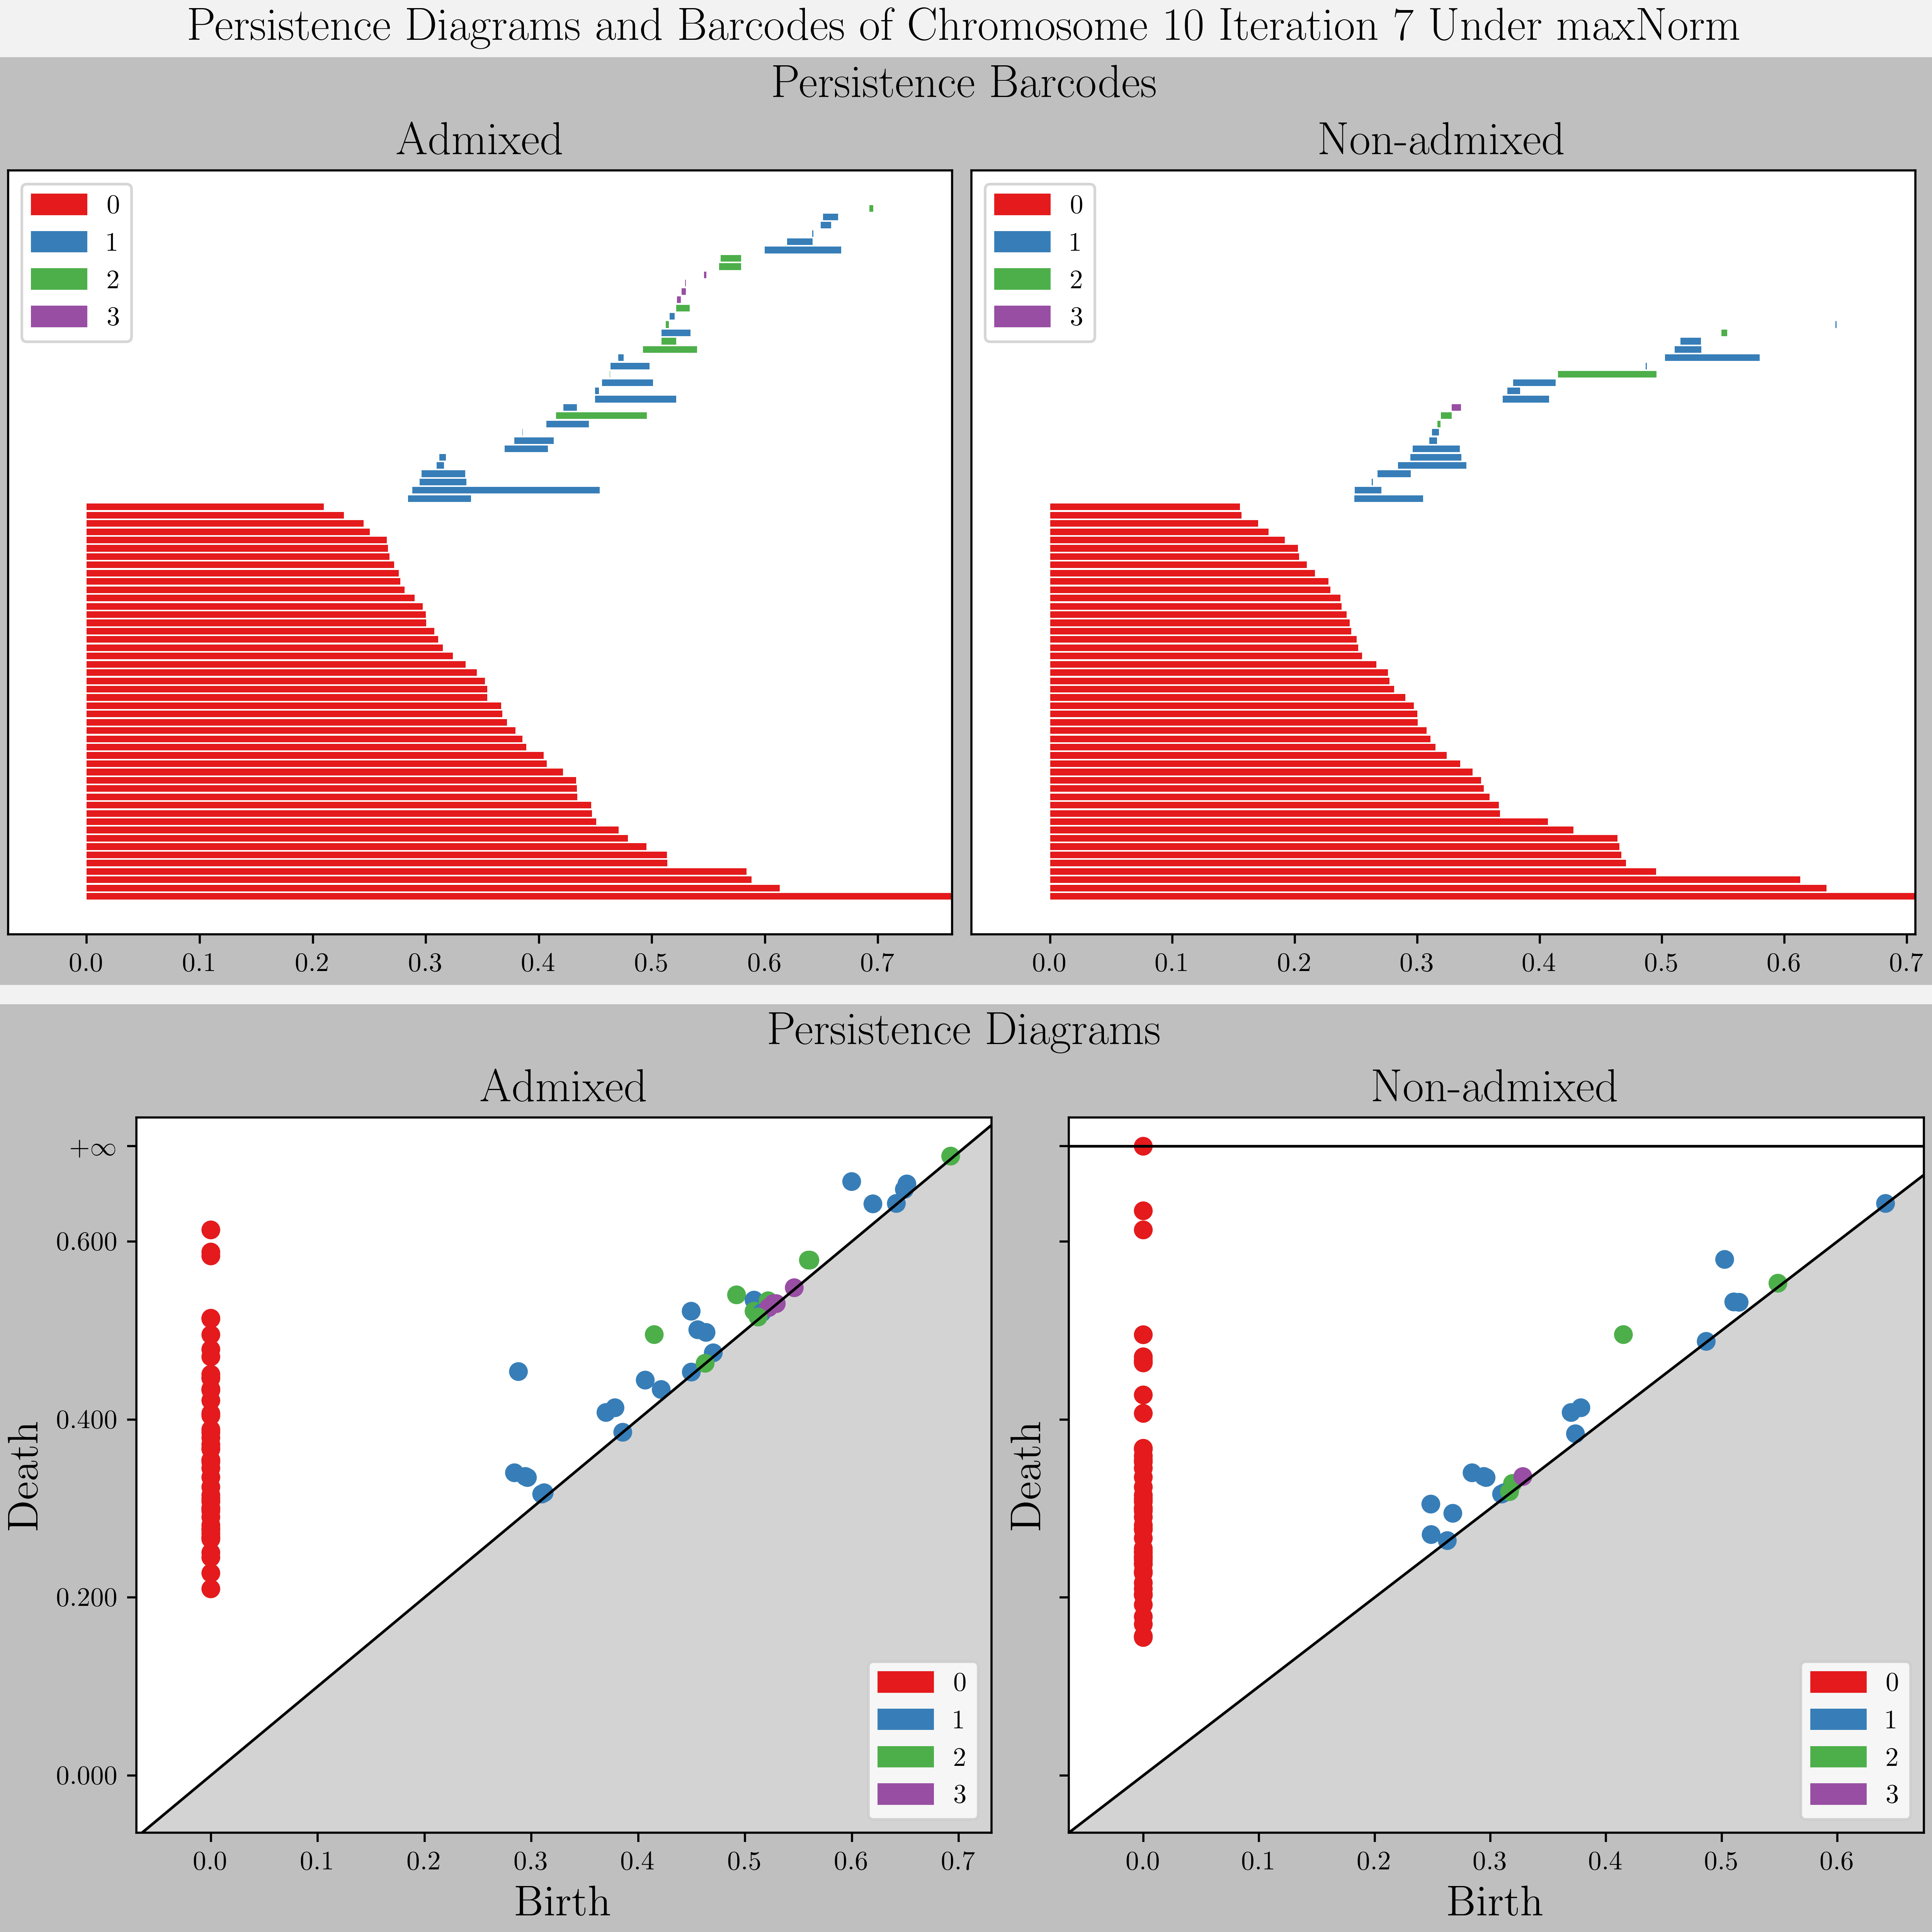 Persistence Diagrams and Barcodes of Chromosome 10 Iteration 7 Under maxNorm
Persistence Barcodes
Admixed
Non-admixed
0
1
2
3
0
1
2
3
0.0 0.1 0.2 0.3 0.4 0.5 0.6 0.7
0.0 0.1 0.2 0.3 0.4 0.5 0.6 0.7
Persistence Diagrams
Admixed
Non-admixed
+∞
0.600
0.400
0.200
0.000
Death
Death
0
1
2
3
0
1
2
3
0.0 0.1 0.2 0.3 0.4 0.5 0.6 0.7
0.0 0.1 0.2 0.3 0.4 0.5 0.6
Birth
Birth